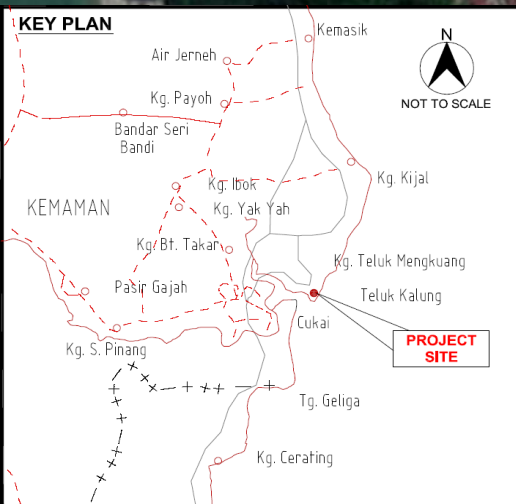 KEY PLAN
Kemasik
N
Air Jerneh
NOT TO SCALE
Kg. Payoh
Bandar Seri
Bandi
Kg. Kijal
Kg. Ibok
KEMAMAN
Kg. Yak Yah
Kg. Bt. Takar
Kg. Teluk Mengkuang
Pasir Gajah
Teluk Kalung
Cukai
PROJECT
SITE
Kg. S. Pinang
Tg. Geliga
Kg. Cerating